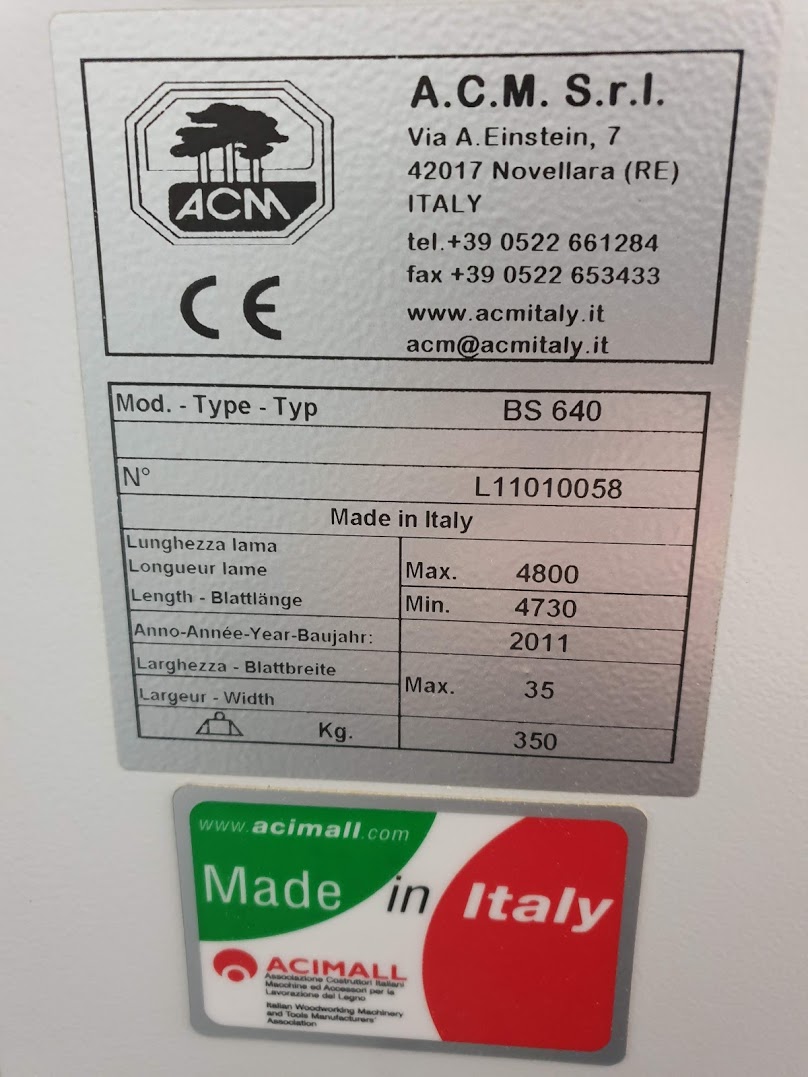 ACM
CE
A.C.M. S.r.l.
Via A.Einstein, 7
42017 Novellara (RE)
ITALY
tel.+39 0522 661284
fax +39 0522 653433
www.acmitaly.it
acm@acmitaly.it
Mod. - Type - Typ BS 640
N° L11010058
Made in Italy
Lunghezza lama
Longueur lame Max. 4800
Length - Blattlänge Min. 4730
Anno-Année-Year-Baujahr: 2011
Larghezza - Blattbreite
Largeur - Width Max. 35
Kg. 350
www.acimall.com
Made in Italy
ACIMALL
Associazione Costruttori Italiani
Macchine ed Accessori per la
Lavorazione del Legno
Italian Woodworking Machinery
and Tools Manufacturers'
Association